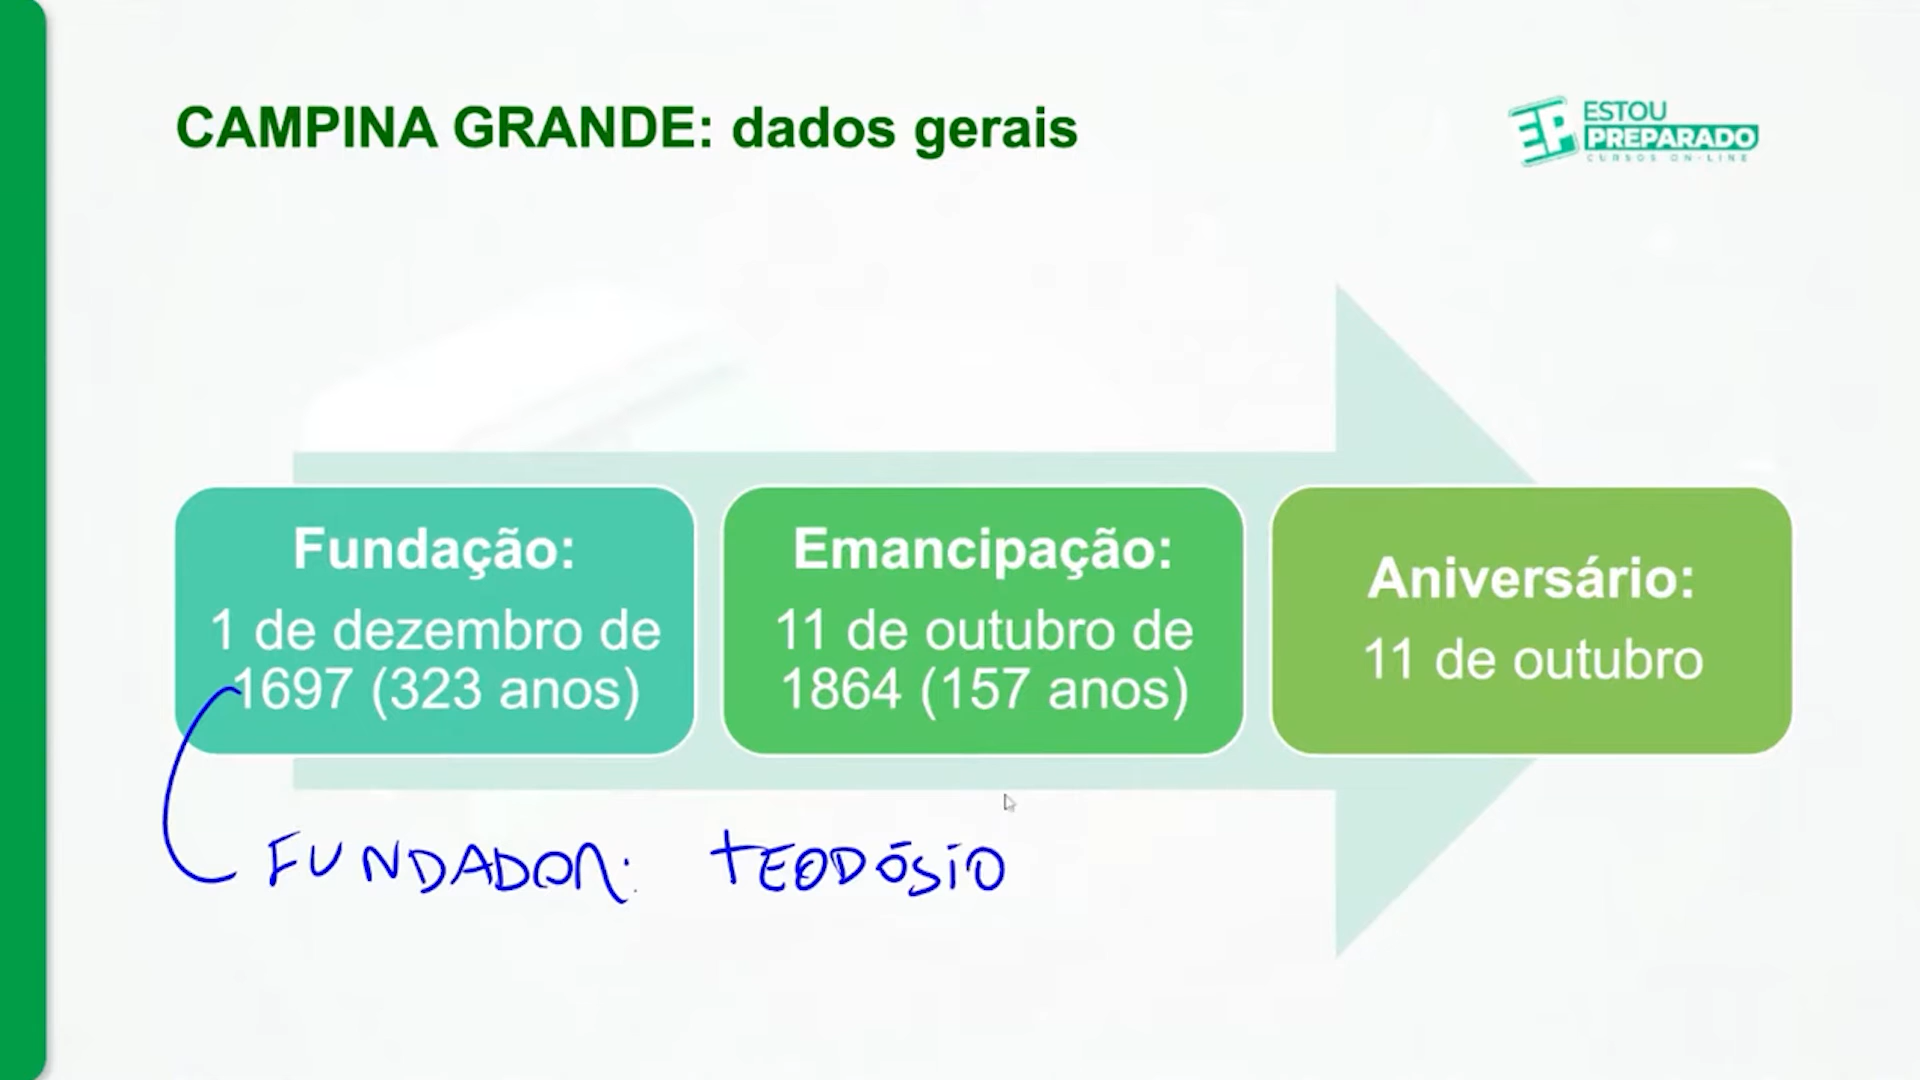 CAMPINA GRANDE: dados gerais
EP
ESTOU
PREPARADO
CURSOS ON-LINE
Fundação:
1 de dezembro de
1697 (323 anos)
Emancipação:
11 de outubro de
1864 (157 anos)
Aniversário:
11 de outubro
FUNDADOR: TEODÓSIO